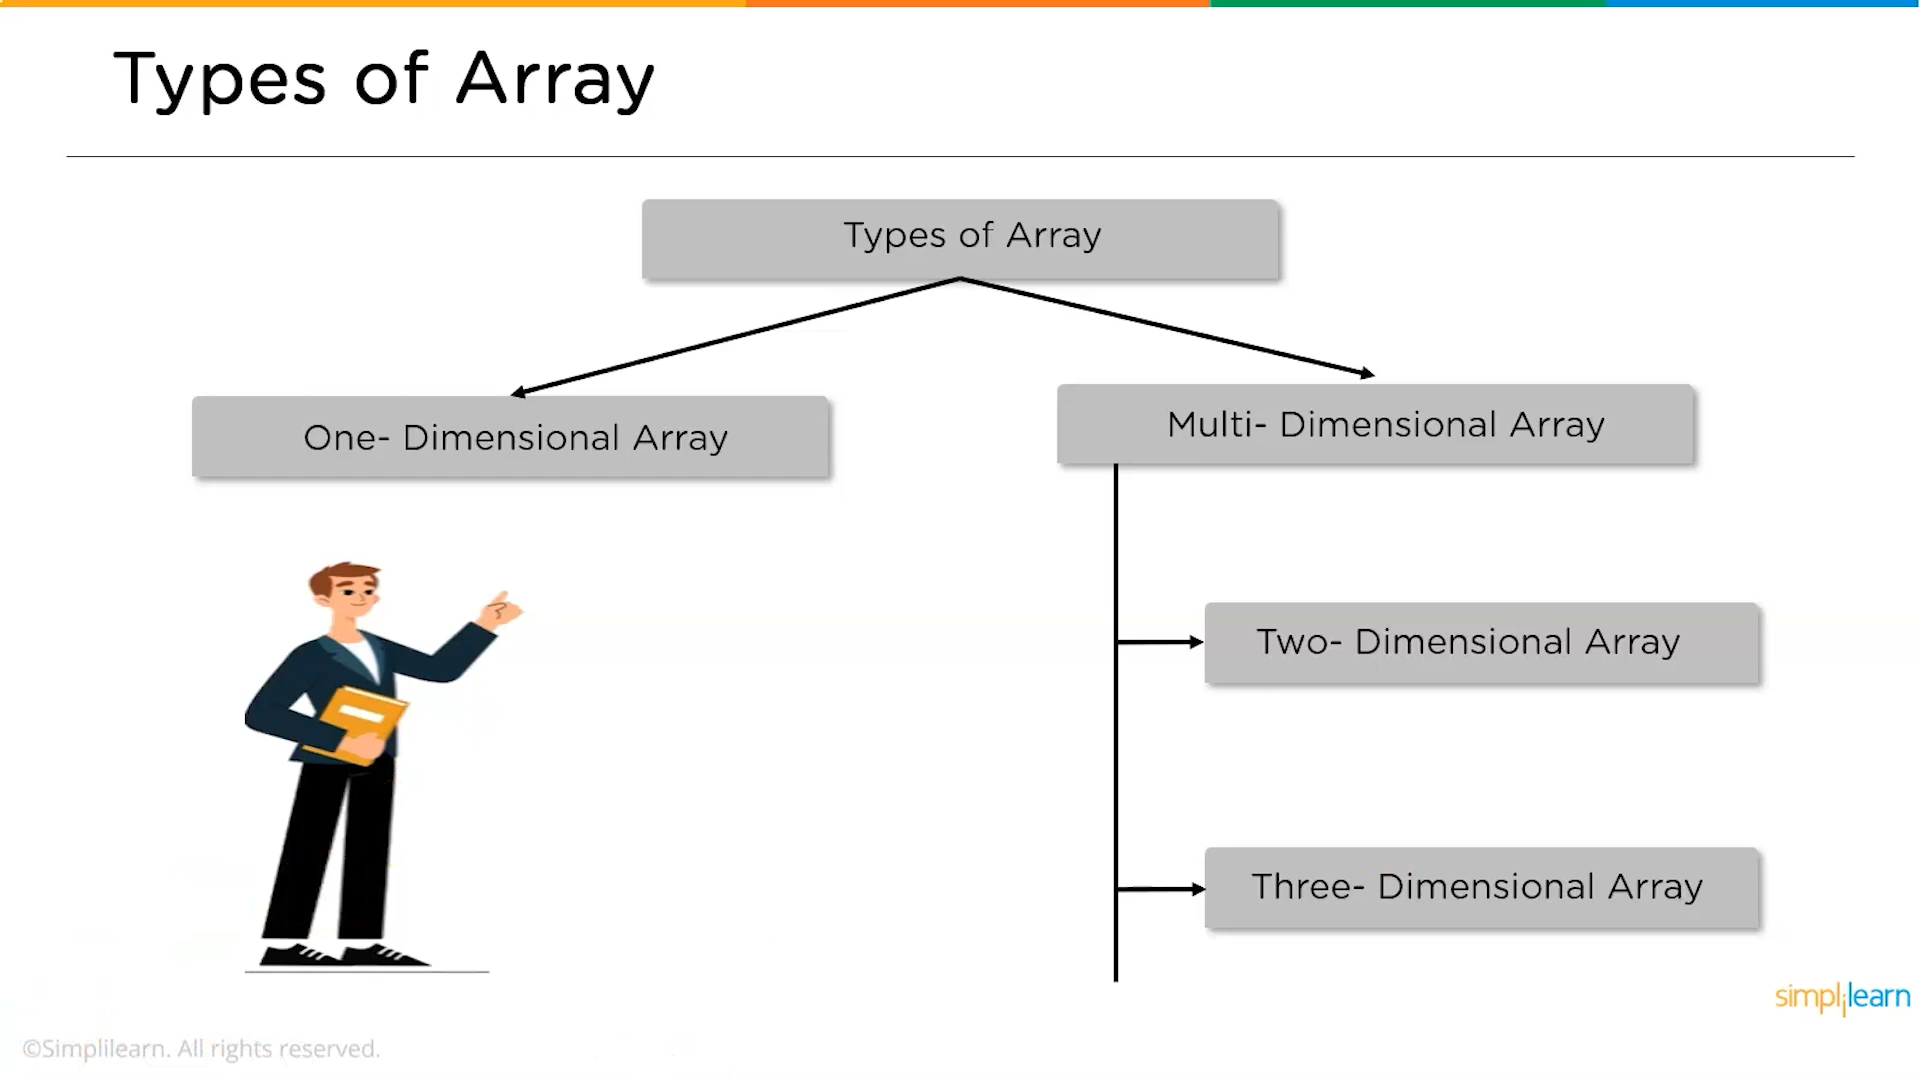 Types of Array
Types of Array
One- Dimensional Array
Multi- Dimensional Array
Two- Dimensional Array
Three- Dimensional Array
simplilearn
©Simplilearn. All rights reserved.